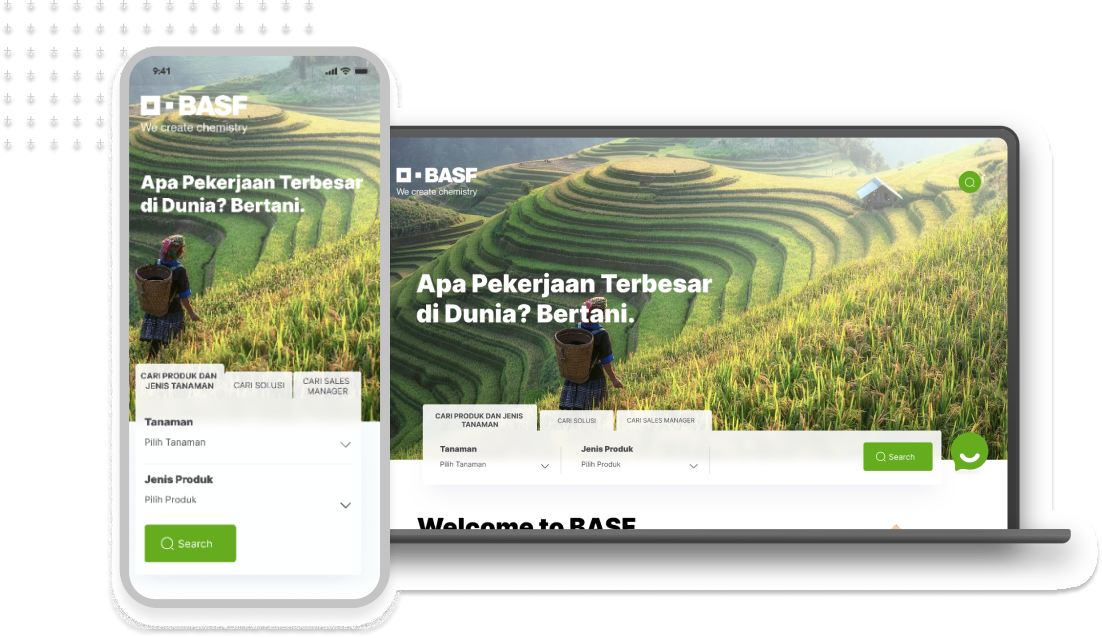 9:41
BASF
We create chemistry
Apa Pekerjaan Terbesar
di Dunia? Bertani.
CARI PRODUK DAN
JENIS TANAMAN
CARI SOLUSI
CARI SALES
MANAGER
Tanaman
Pilih Tanaman
Jenis Produk
Pilih Produk
Search
BASF
We create chemistry
Apa Pekerjaan Terbesar
di Dunia? Bertani.
CARI PRODUK DAN JENIS
TANAMAN
CARI SOLUSI
CARI SALES MANAGER
Tanaman
Pilih Tanaman
Jenis Produk
Pilih Produk
Search
Welcome to BASF